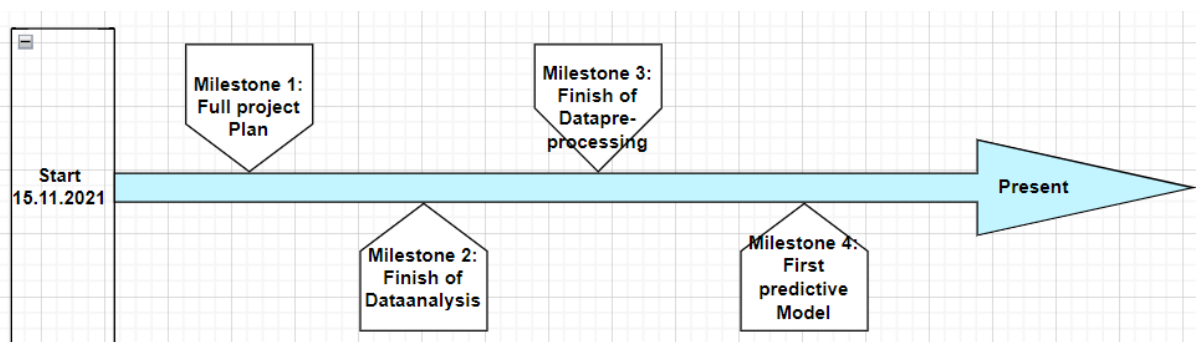 Start
15.11.2021
Milestone 1:
Full project
Plan
Milestone 2:
Finish of
Dataanalysis
Milestone 3:
Finish of
Datapre-
processing
Milestone 4:
First
predictive
Model
Present